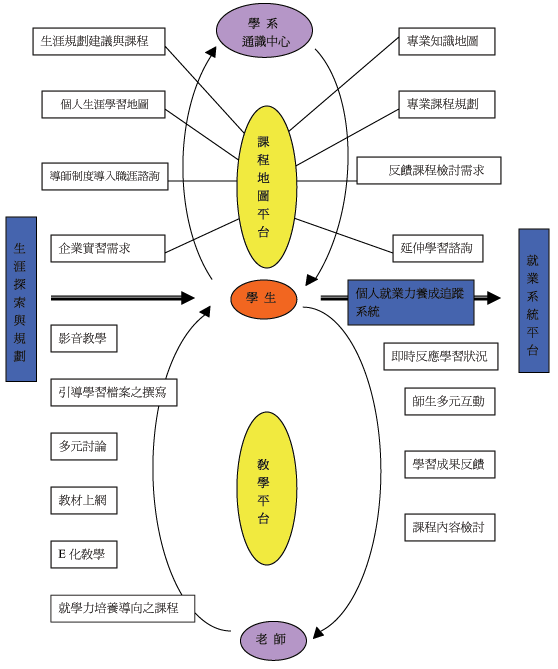 學 系
通識中心
生涯規劃建議與課程
專業知識地圖
個人生涯學習地圖
專業課程規劃
課程地圖平台
導師制度導入職涯諮詢
反饋課程檢討需求
企業實習需求
延伸學習諮詢
生涯探索與規劃
就業系統平台
學 生
個人就業力養成追蹤
系統
影音教學
即時反應學習狀況
引導學習檔案之撰寫
師生多元互動
多元討論
教學平台
學習成果反饋
教材上網
課程內容檢討
E 化教學
就學力培養導向之課程
老 師